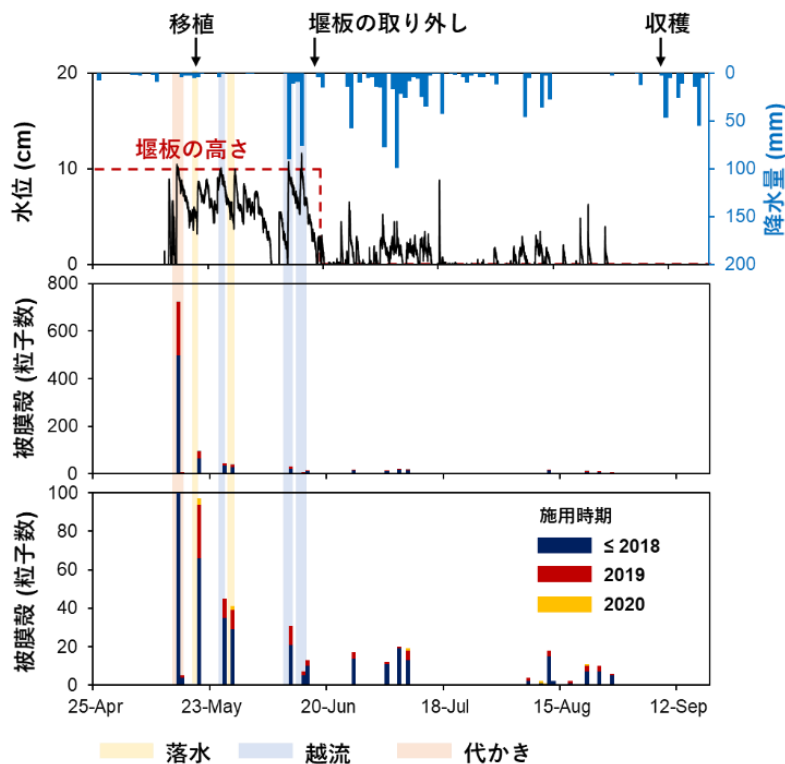 移植
堰板の取り外し
収穫
20
10
0
水位 (cm)
堰板の高さ
0
50
100
150
200
降水量 (mm)
800
600
400
200
0
被膜殻 (粒子数)
100
80
60
40
20
0
被膜殻 (粒子数)
施用時期
≤ 2018
2019
2020
25-Apr 23-May 20-Jun 18-Jul 15-Aug 12-Sep
落水 越流 代かき